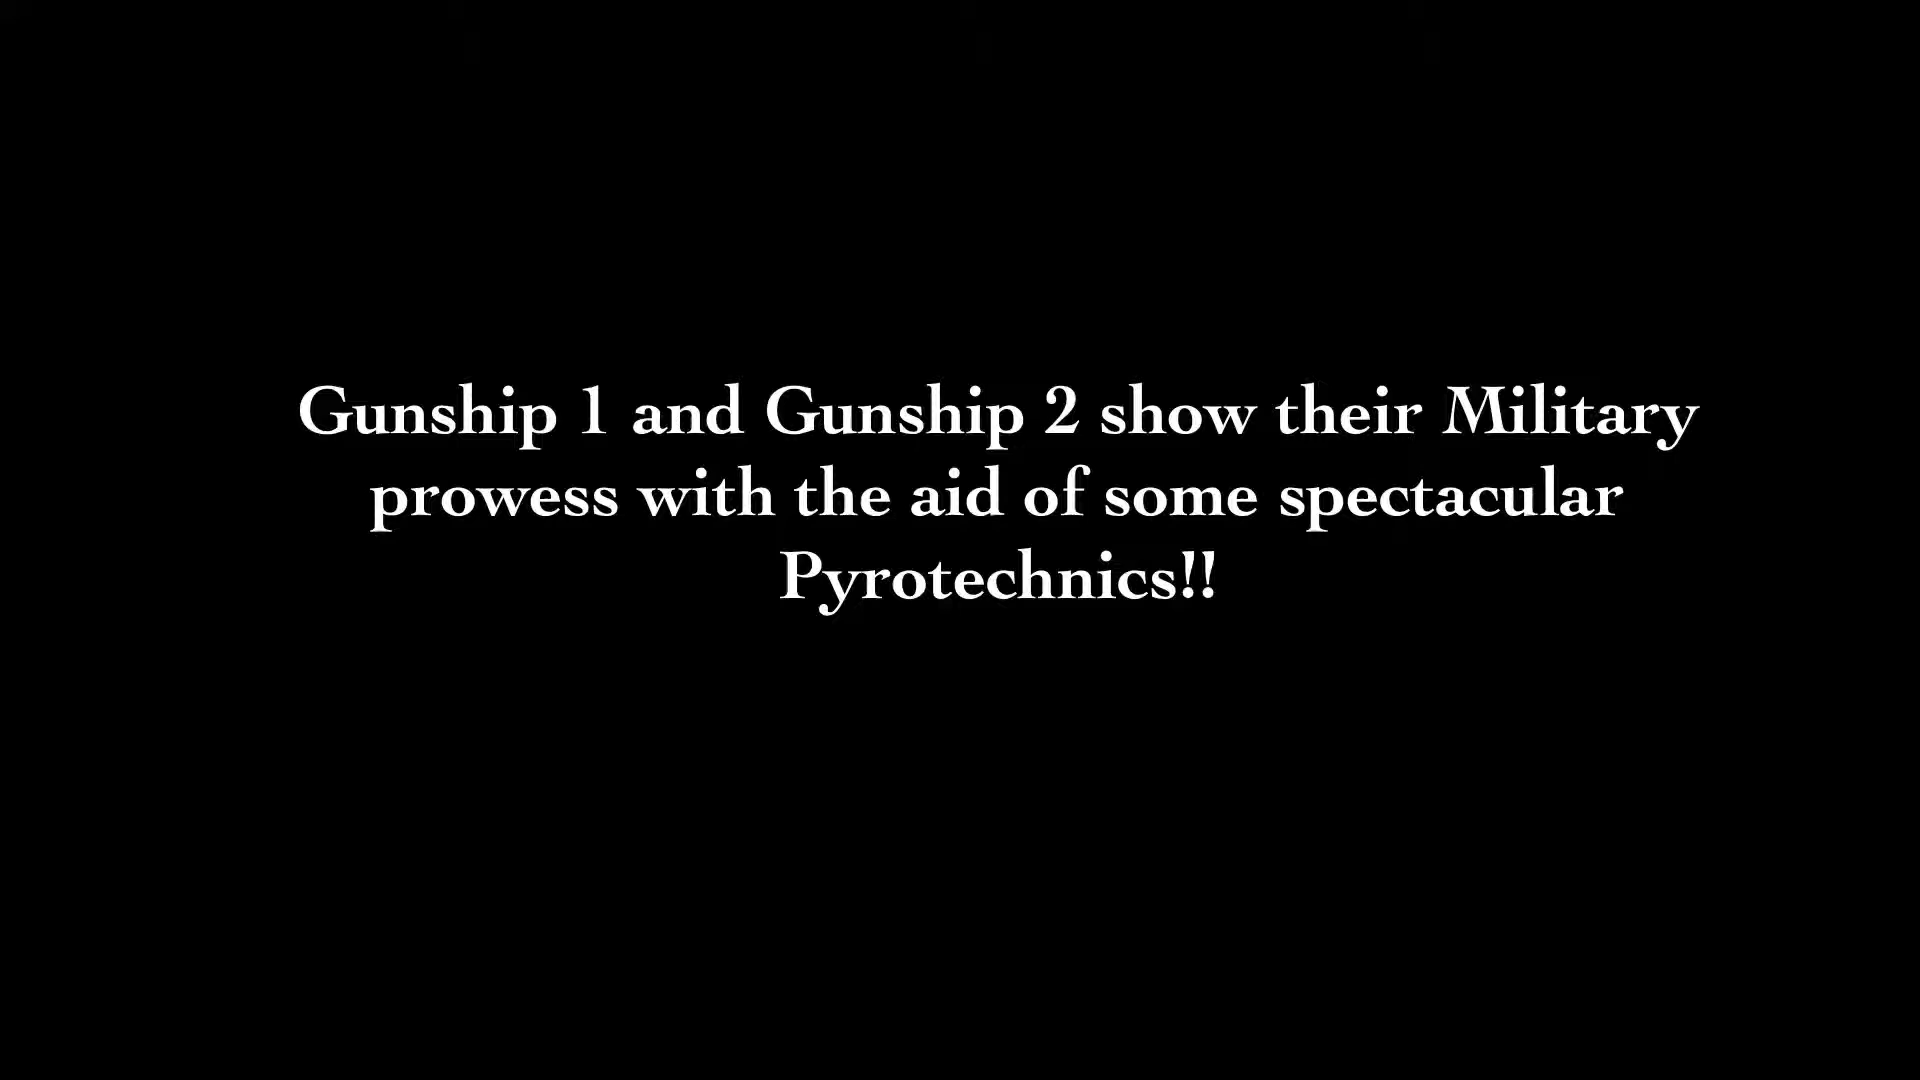 Gunship 1 and Gunship 2 show their Military
prowess with the aid of some spectacular
Pyrotechnics!!